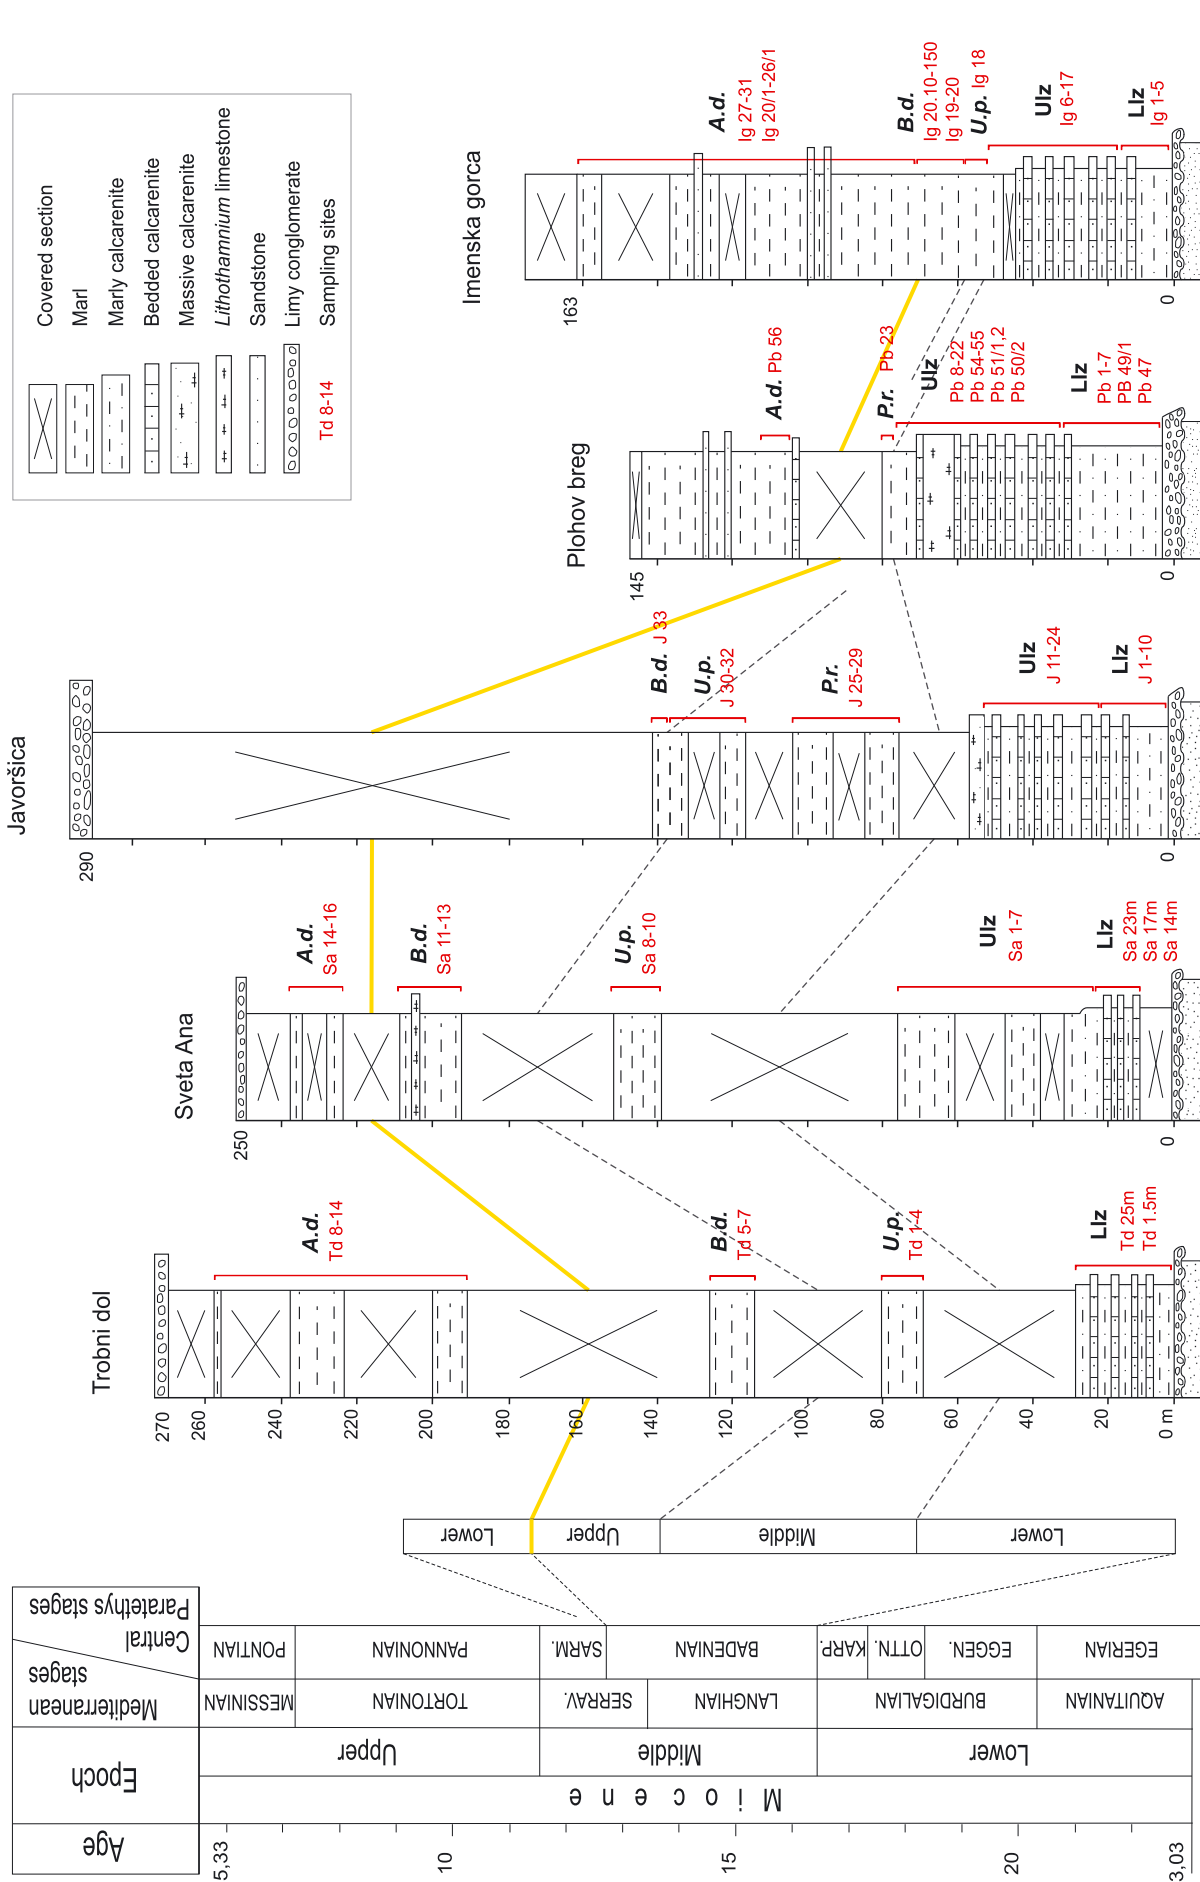 Covered section
Marl
Marly calcarenite
Bedded calcarenite
Massive calcarenite
Lithothamnium limestone
Sandstone
Limy conglomerate
Td 8-14
Sampling sites
Imenska gorca
163
0
A.d.
Ig 27-31
Ig 20/1-26/1
B.d.
Ig 20.10-150
Ig 19-20
U.p. Ig 18
Ulz
Ig 6-17
Llz
Ig 1-5
Plohov breg
145
0
A.d. Pb 56
P.r. Pb 23
Ulz
Pb 8-22
Pb 54-55
Pb 51/1,2
Pb 50/2
Llz
Pb 1-7
PB 49/1
Pb 47
Javoršica
290
0
B.d. J 33
U.p.
J 30-32
P.r.
J 25-29
Ulz
J 11-24
Llz
J 1-10
Sveta Ana
250
0
A.d.
Sa 14-16
B.d.
Sa 11-13
U.p.
Sa 8-10
Ulz
Sa 1-7
Llz
Sa 23m
Sa 17m
Sa 14m
Trobni dol
270
260
240
220
200
180
160
140
120
100
80
60
40
20
0 m
A.d.
Td 8-14
B.d.
Td 5-7
U.p.
Td 1-4
Llz
Td 25m
Td 1.5m
Lower
Upper
Middle
Lower
Central
Paratethys stages
PONTIAN
PANNONIAN
SARM.
BADENIAN
KARP.
OTTN.
EGGEN.
EGERIAN
Mediterranean
stages
MESSINIAN
TORTONIAN
SERRAV.
LANGHIAN
BURDIGALIAN
AQUITANIAN
Epoch
Upper
Middle
Lower
Miocene
Age
5,33
10
15
20
3,03